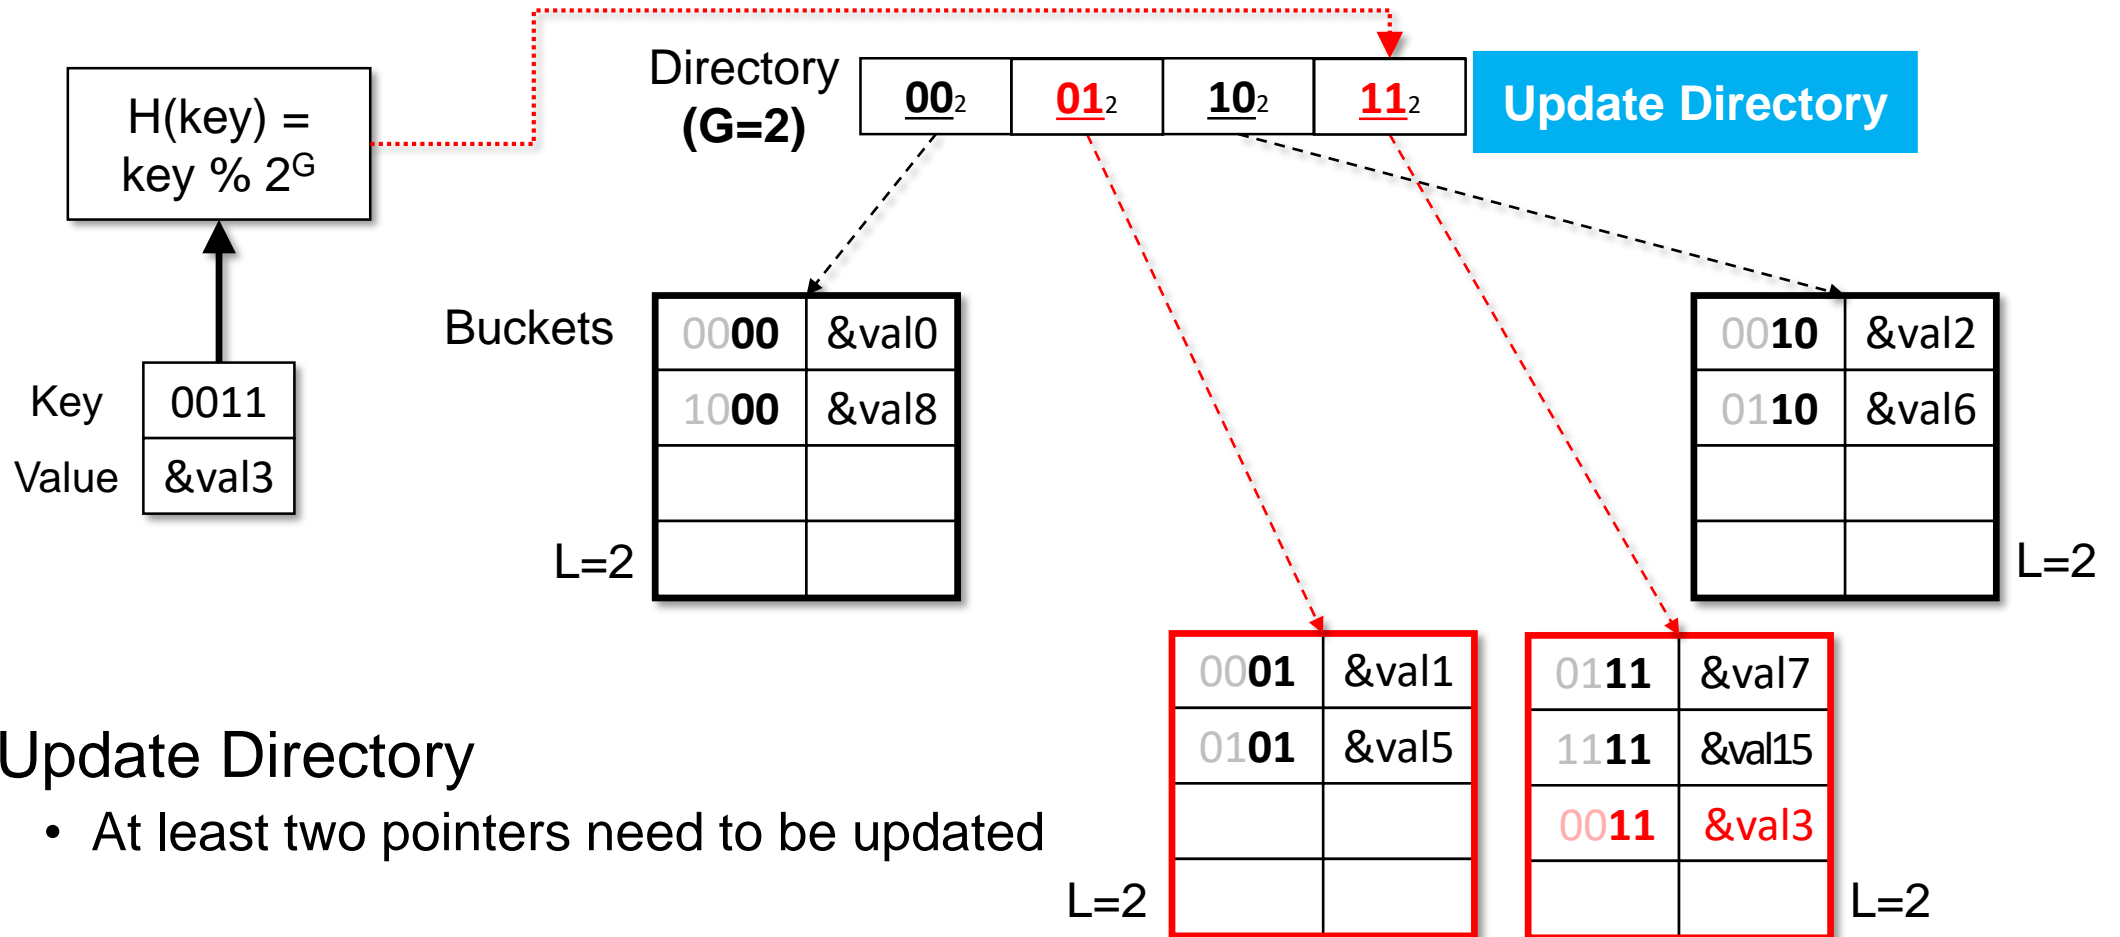 H(key) =
key % 2^G
Key 0011
Value &val3
Directory
(G=2)
00₂ 01₂ 10₂ 11₂
Update Directory
Buckets
0000 &val0
1000 &val8
L=2
0010 &val2
0110 &val6
L=2
0001 &val1
0101 &val5
L=2
0111 &val7
1111 &val15
0011 &val3
L=2
Update Directory
• At least two pointers need to be updated